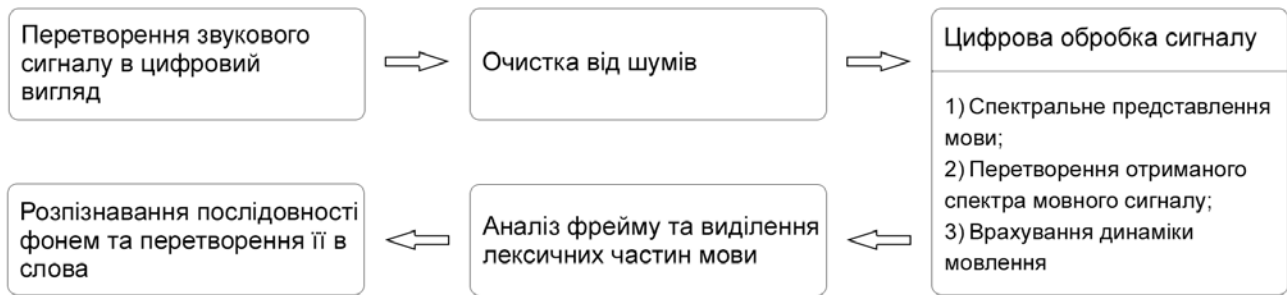 Перетворення звукового
сигналу в цифровий
вигляд
Очистка від шумів
Цифрова обробка сигналу
1) Спектральне представлення
мови;
2) Перетворення отриманого
спектра мовного сигналу;
3) Врахування динаміки
мовлення
Аналіз фрейму та виділення
лексичних частин мови
Розпізнавання послідовності
фонем та перетворення її в
слова